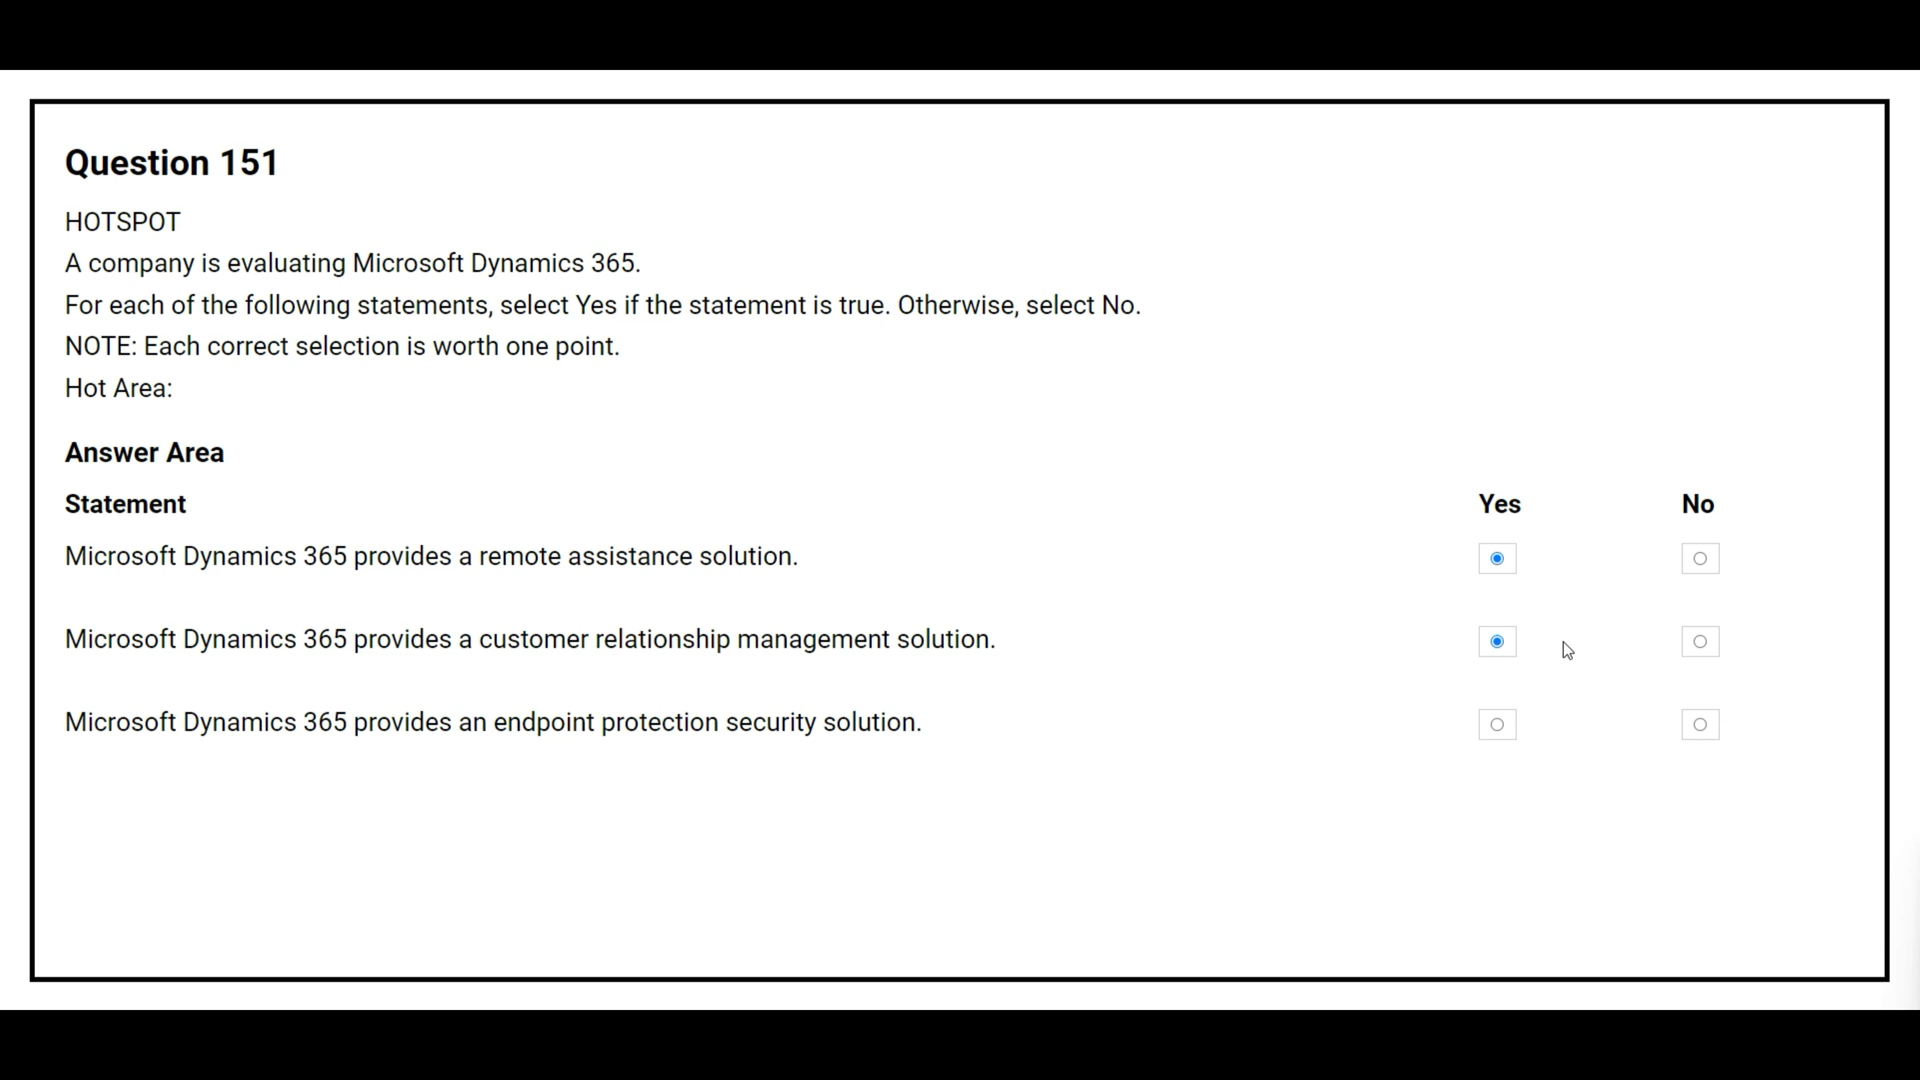 Question 151
HOTSPOT
A company is evaluating Microsoft Dynamics 365.
For each of the following statements, select Yes if the statement is true. Otherwise, select No.
NOTE: Each correct selection is worth one point.
Hot Area:
Answer Area
Statement Yes No
Microsoft Dynamics 365 provides a remote assistance solution.
Microsoft Dynamics 365 provides a customer relationship management solution.
Microsoft Dynamics 365 provides an endpoint protection security solution.